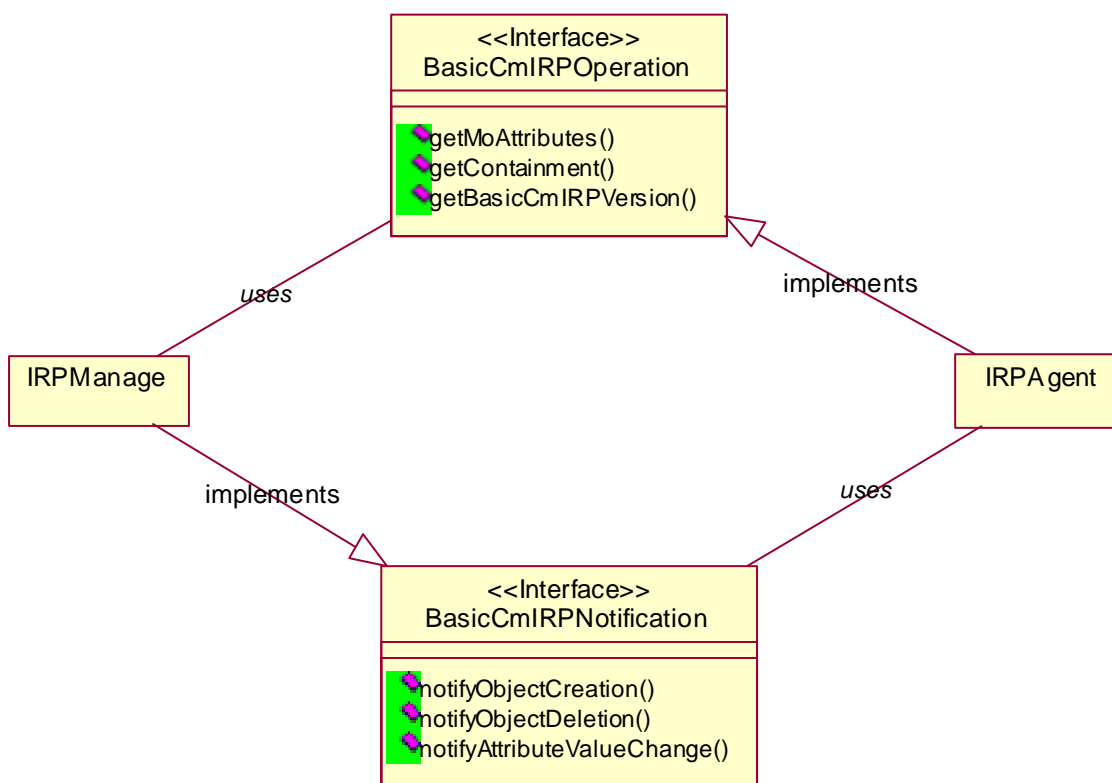 <<Interface>>
BasicCmIRPOperation
getMoAttributes()
getContainment()
getBasicCmIRPVersion()
uses
implements
IRPManage
IRPAgent
implements
uses
<<Interface>>
BasicCmIRPNotification
notifyObjectCreation()
notifyObjectDeletion()
notifyAttributeValueChange()